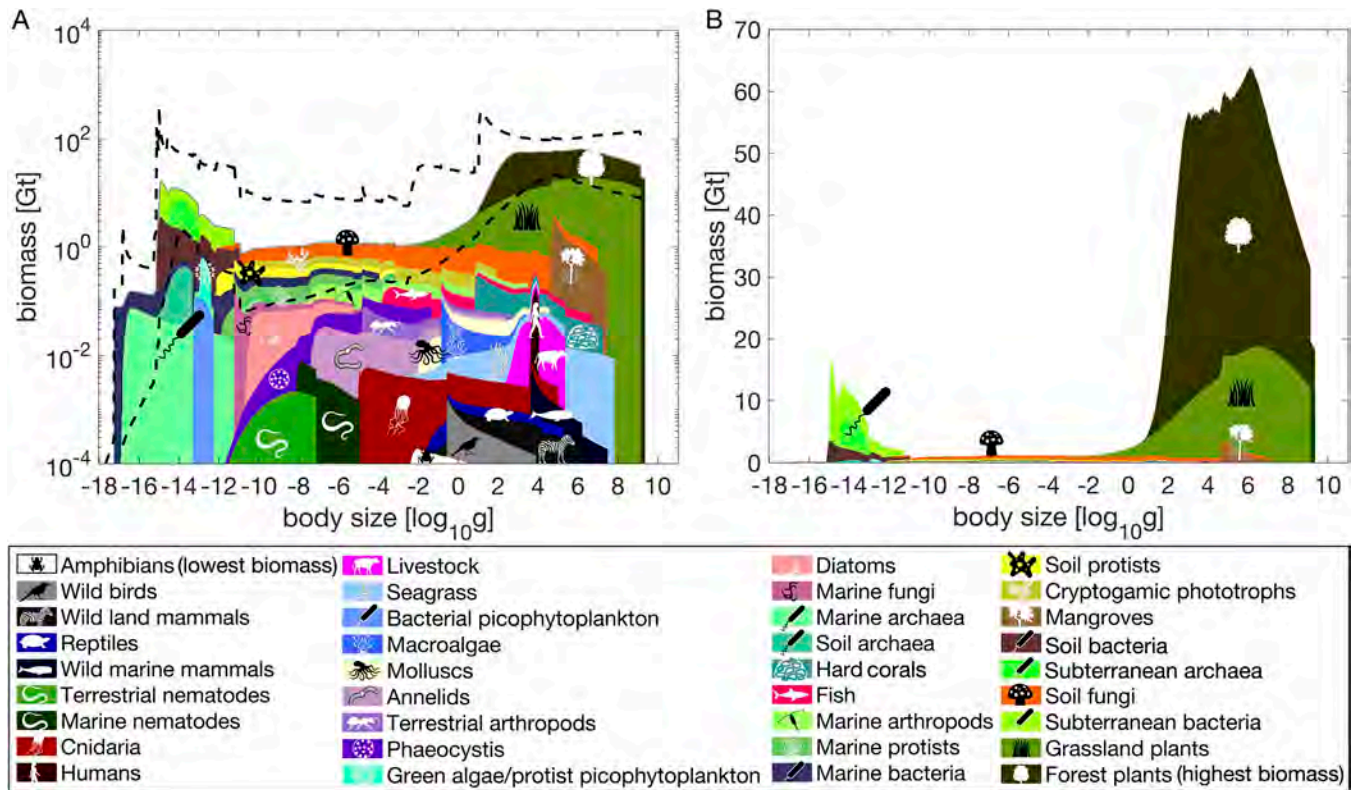 A
B
10^4
10^2
10^0
10^-2
10^-4
biomass [Gt]
-18 -16 -14 -12 -10 -8 -6 -4 -2 0 2 4 6 8 10
body size [log10g]
70
60
50
40
30
20
10
0
biomass [Gt]
-18 -16 -14 -12 -10 -8 -6 -4 -2 0 2 4 6 8 10
body size [log10g]
Amphibians (lowest biomass)
Wild birds
Wild land mammals
Reptiles
Wild marine mammals
Terrestrial nematodes
Marine nematodes
Cnidaria
Humans
Livestock
Seagrass
Bacterial picophytoplankton
Macroalgae
Molluscs
Annelids
Terrestrial arthropods
Phaeocystis
Green algae/protist picophytoplankton
Diatoms
Marine fungi
Marine archaea
Soil archaea
Hard corals
Fish
Marine arthropods
Marine protists
Marine bacteria
Soil protists
Cryptogamic phototrophs
Mangroves
Soil bacteria
Subterranean archaea
Soil fungi
Subterranean bacteria
Grassland plants
Forest plants (highest biomass)